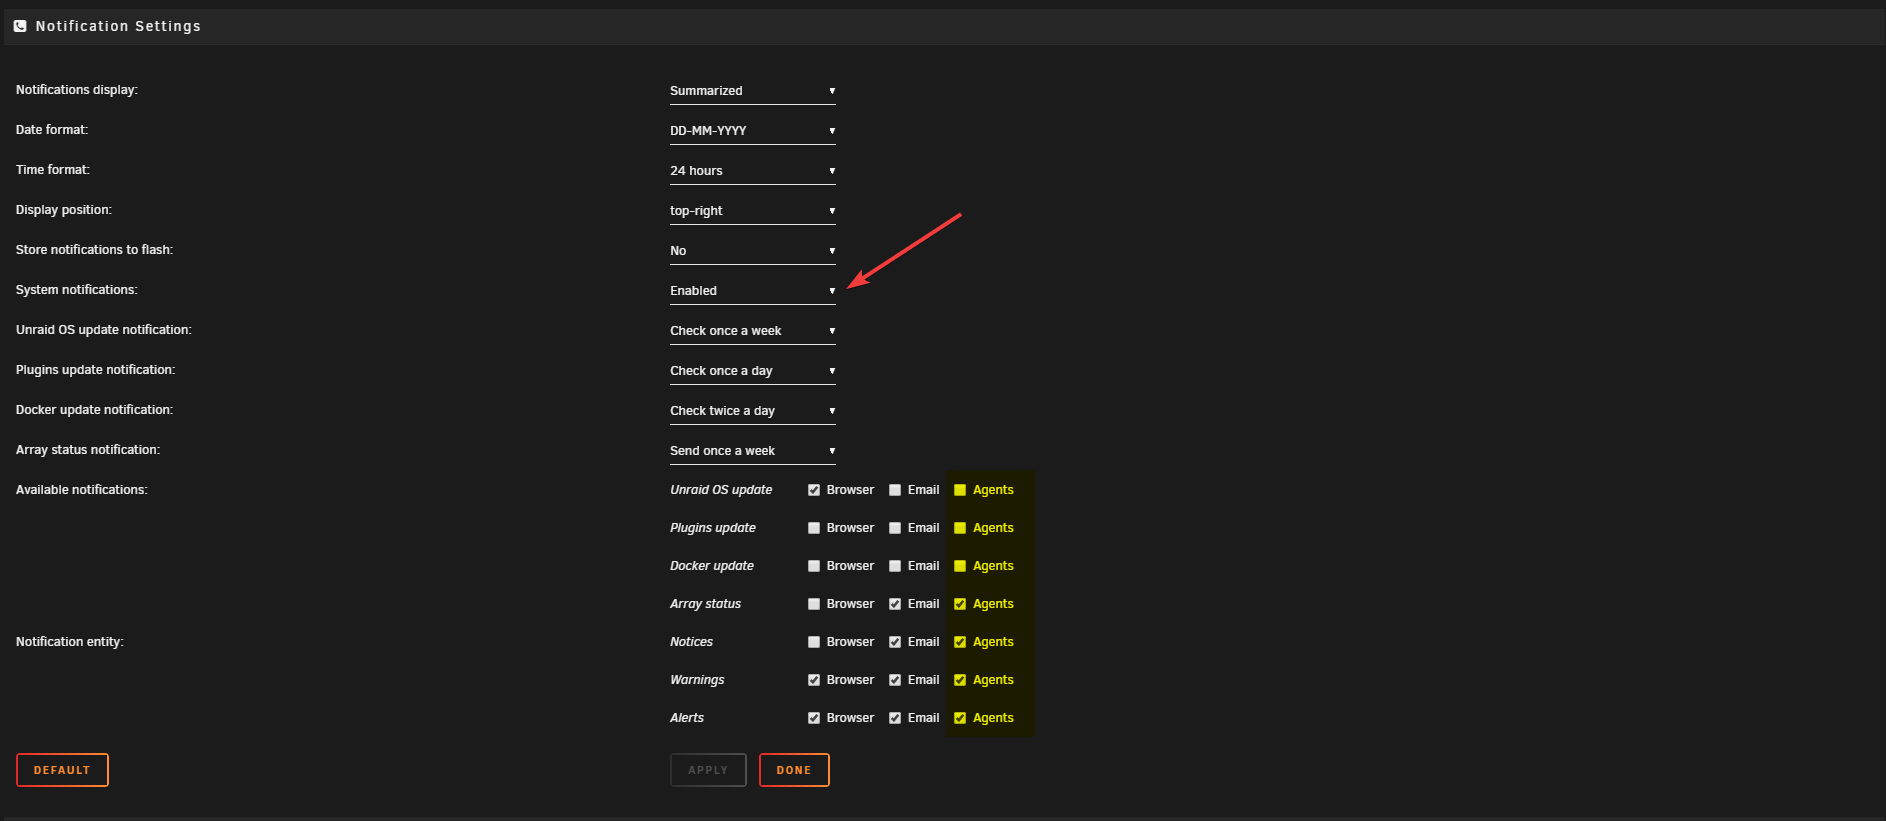 Notification Settings
Notifications display: Summarized
Date format: DD-MM-YYYY
Time format: 24 hours
Display position: top-right
Store notifications to flash: No
System notifications: Enabled
Unraid OS update notification: Check once a week
Plugins update notification: Check once a day
Docker update notification: Check twice a day
Array status notification: Send once a week
Available notifications: Unraid OS update Browser Email Agents
Plugins update Browser Email Agents
Docker update Browser Email Agents
Array status Browser Email Agents
Notification entity: Notices Browser Email Agents
Warnings Browser Email Agents
Alerts Browser Email Agents
DEFAULT APPLY DONE